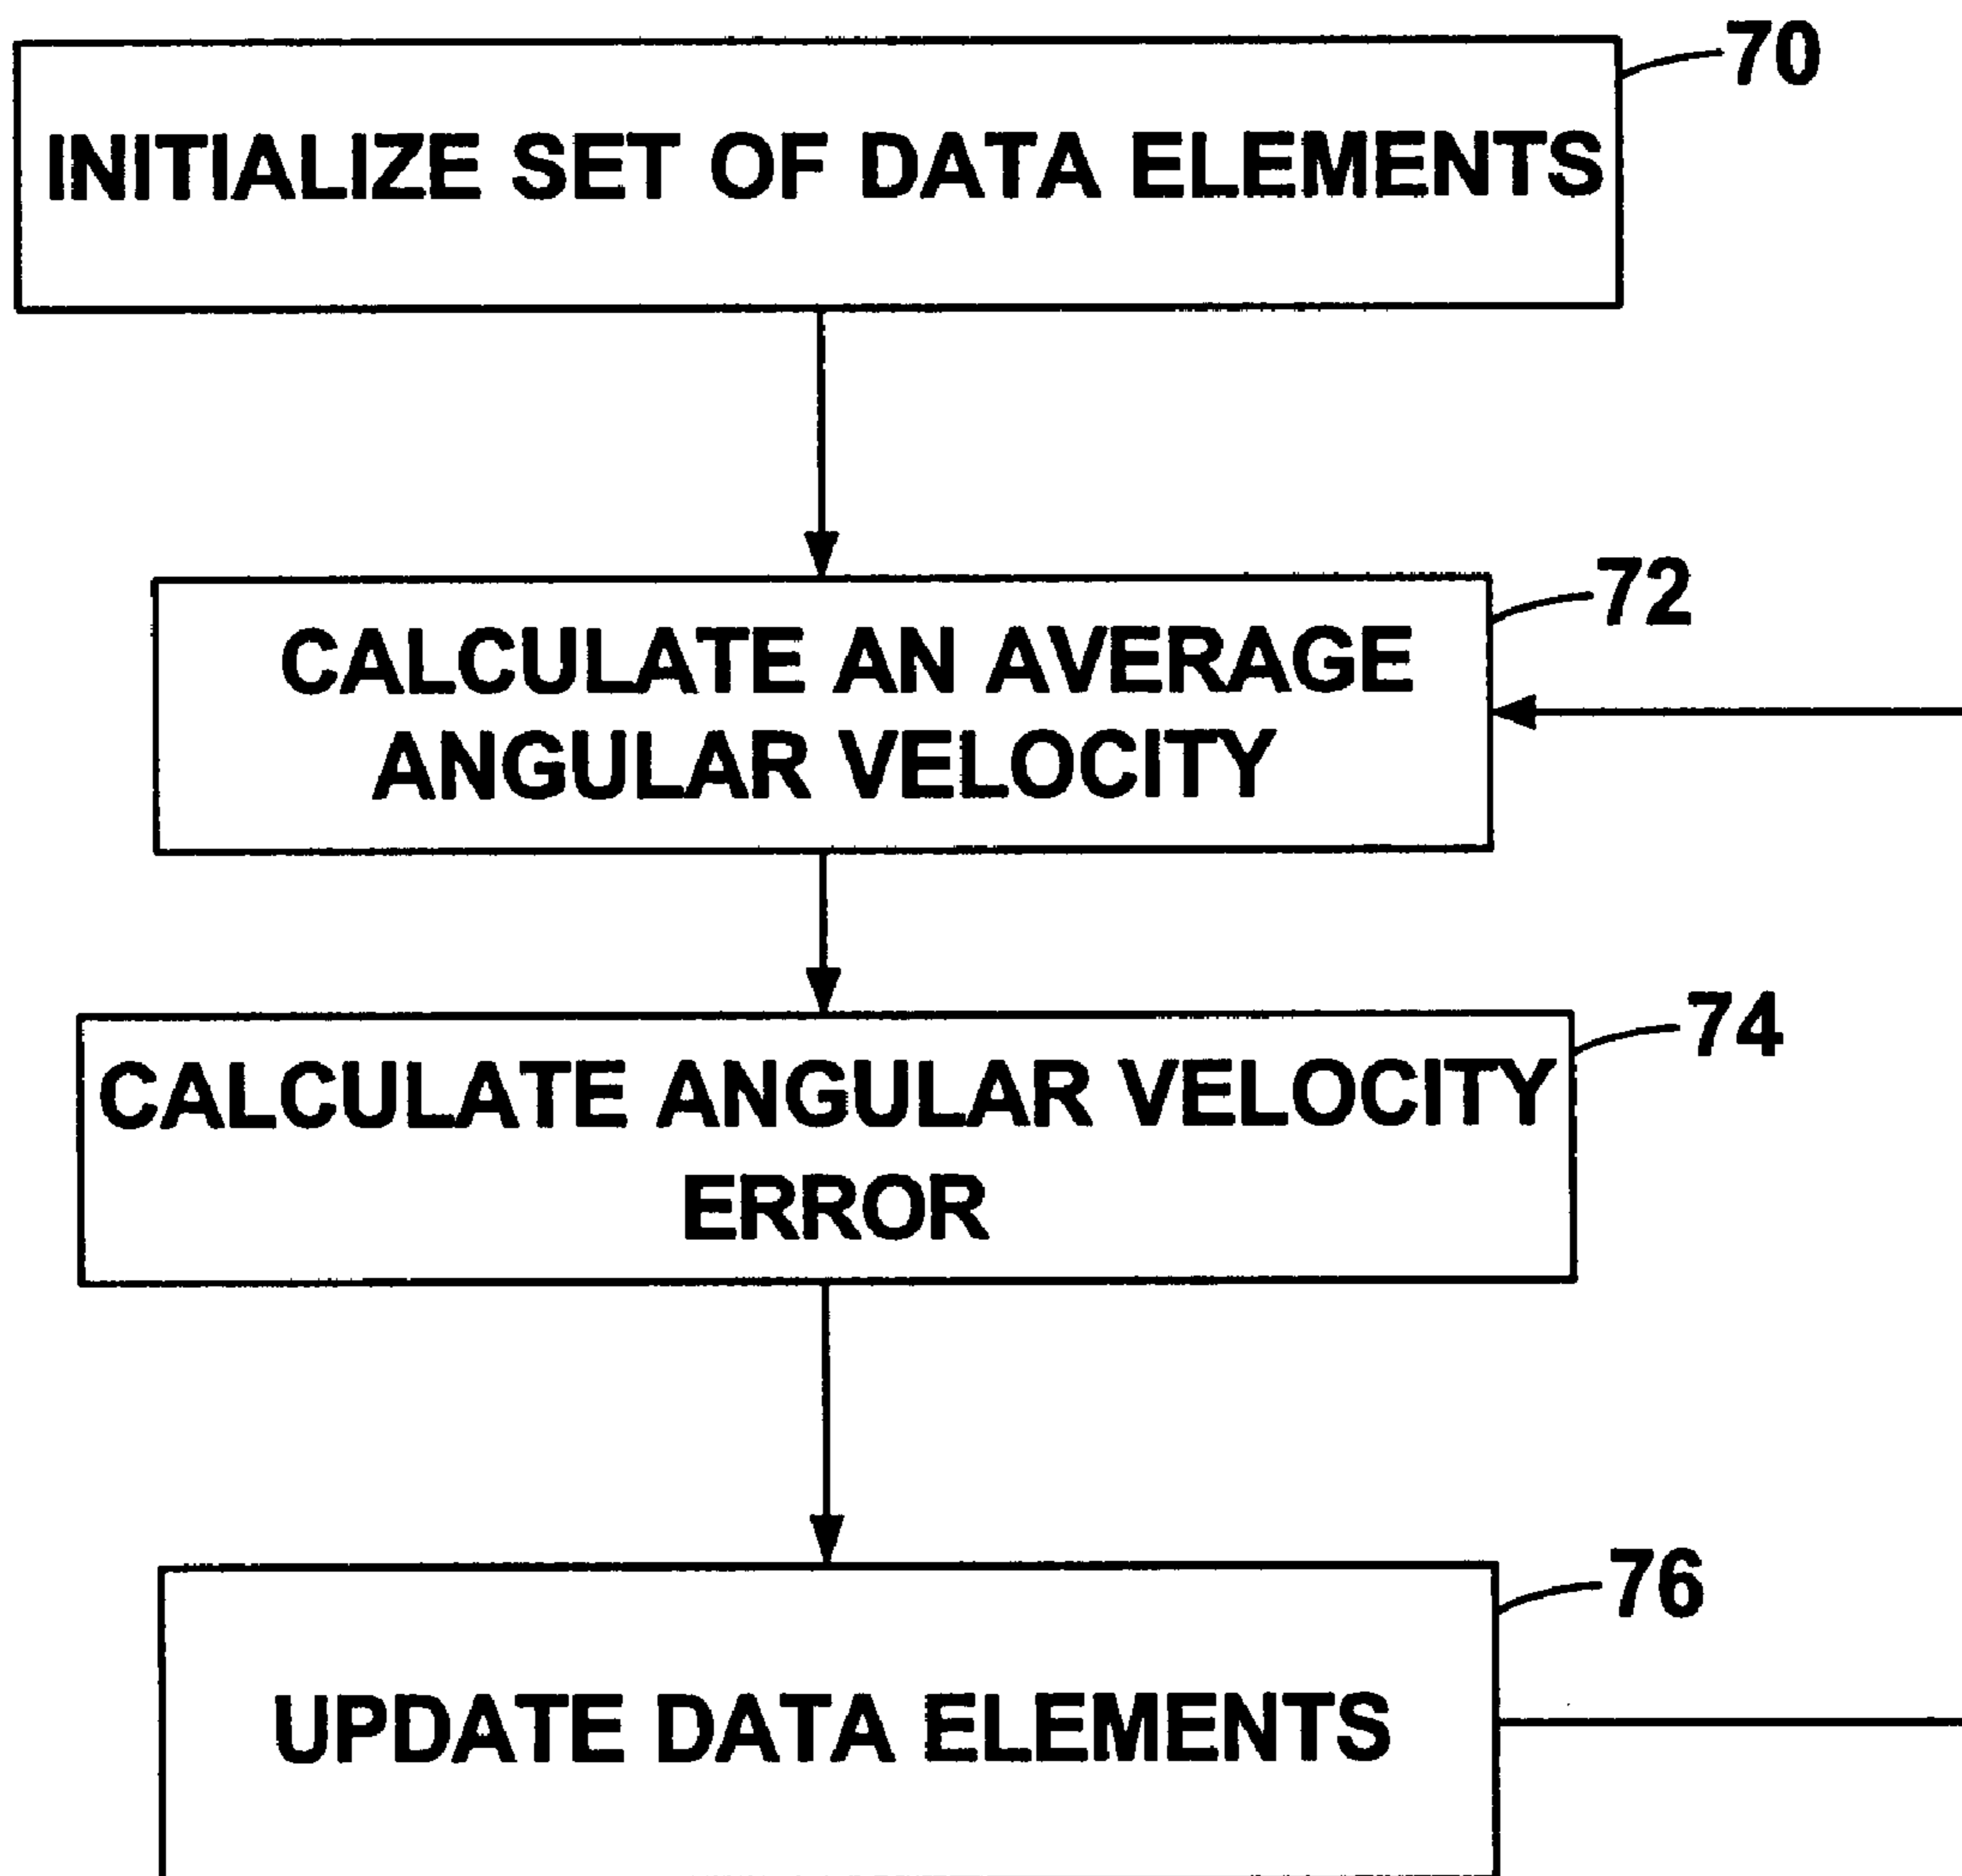 70
INITIALIZE SET OF DATA ELEMENTS
72
CALCULATE AN AVERAGE
ANGULAR VELOCITY
74
CALCULATE ANGULAR VELOCITY
ERROR
76
UPDATE DATA ELEMENTS